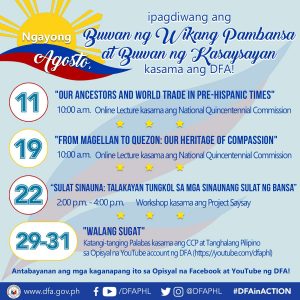 ipagdiwang ang
Ngayong
Agosto,
Buwan ng Wikang Pambansa
at Buwan ng Kasaysayan
kasama ang DFA!
11
"OUR ANCESTORS AND WORLD TRADE IN PRE-HISPANIC TIMES"
10:00 a.m. Online Lecture kasama ang National Quincentennial Commission
19
"FROM MAGELLAN TO QUEZON: OUR HERITAGE OF COMPASSION"
10:00 a.m. Online Lecture kasama ang National Quincentennial Commission
22
"SULAT SINAUNA: TALAKAYAN TUNGKOL SA MGA SINAUNANG SULAT NG BANSA"
2:00 p.m. - 4:00 p.m. Workshop kasama ang Project Saysay
29-31
"WALANG SUGAT"
Katangi-tanging Palabas kasama ang CCP at Tanghalang Pilipino
sa Opisyal na YouTube account ng DFA (https://youtube.com/dfaphl)
Antabayanan ang mga kaganapang ito sa Opisyal na Facebook at YouTube ng DFA!
www.dfa.gov.ph
/DFAPHL
@DFAPHL
#DFAinACTION